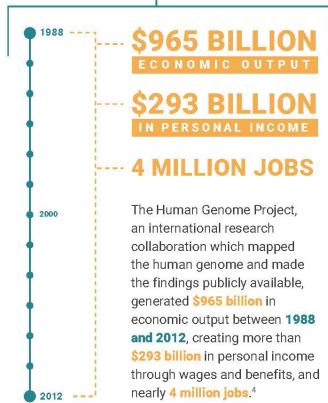 1988
$965 BILLION
ECONOMIC OUTPUT
$293 BILLION
IN PERSONAL INCOME
4 MILLION JOBS
2000
The Human Genome Project,
an international research
collaboration which mapped
the human genome and made
the findings publicly available,
generated $965 billion in
economic output between 1988
and 2012, creating more than
$293 billion in personal income
through wages and benefits, and
nearly 4 million jobs.⁴
2012